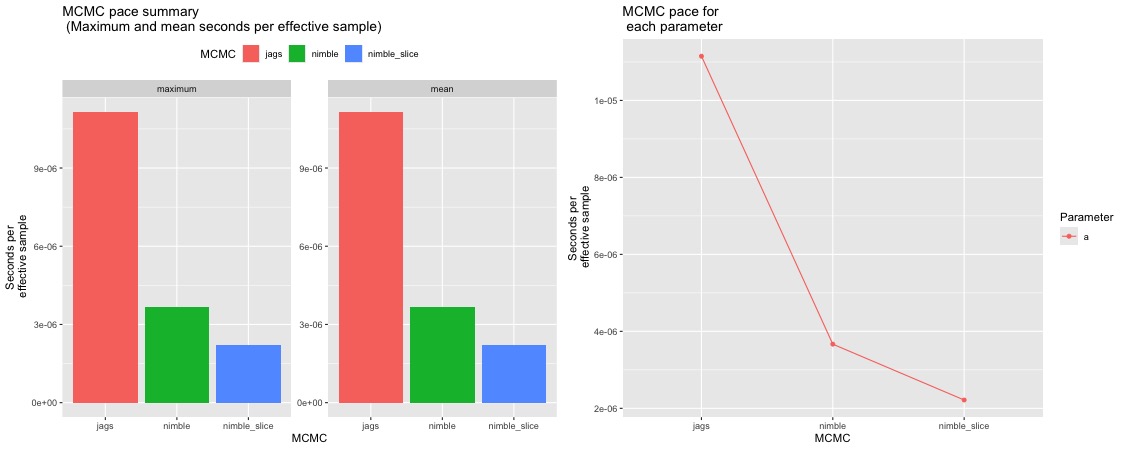 MCMC pace summary
(Maximum and mean seconds per effective sample)
MCMC jags nimble nimble_slice
maximum
mean
9e-06
6e-06
3e-06
0e+00
Seconds per
effective sample
jags nimble nimble_slice
9e-06
6e-06
3e-06
0e+00
jags nimble nimble_slice
MCMC
MCMC pace for
each parameter
1e-05
8e-06
6e-06
4e-06
2e-06
Seconds per
effective sample
jags nimble nimble_slice
MCMC
Parameter
a